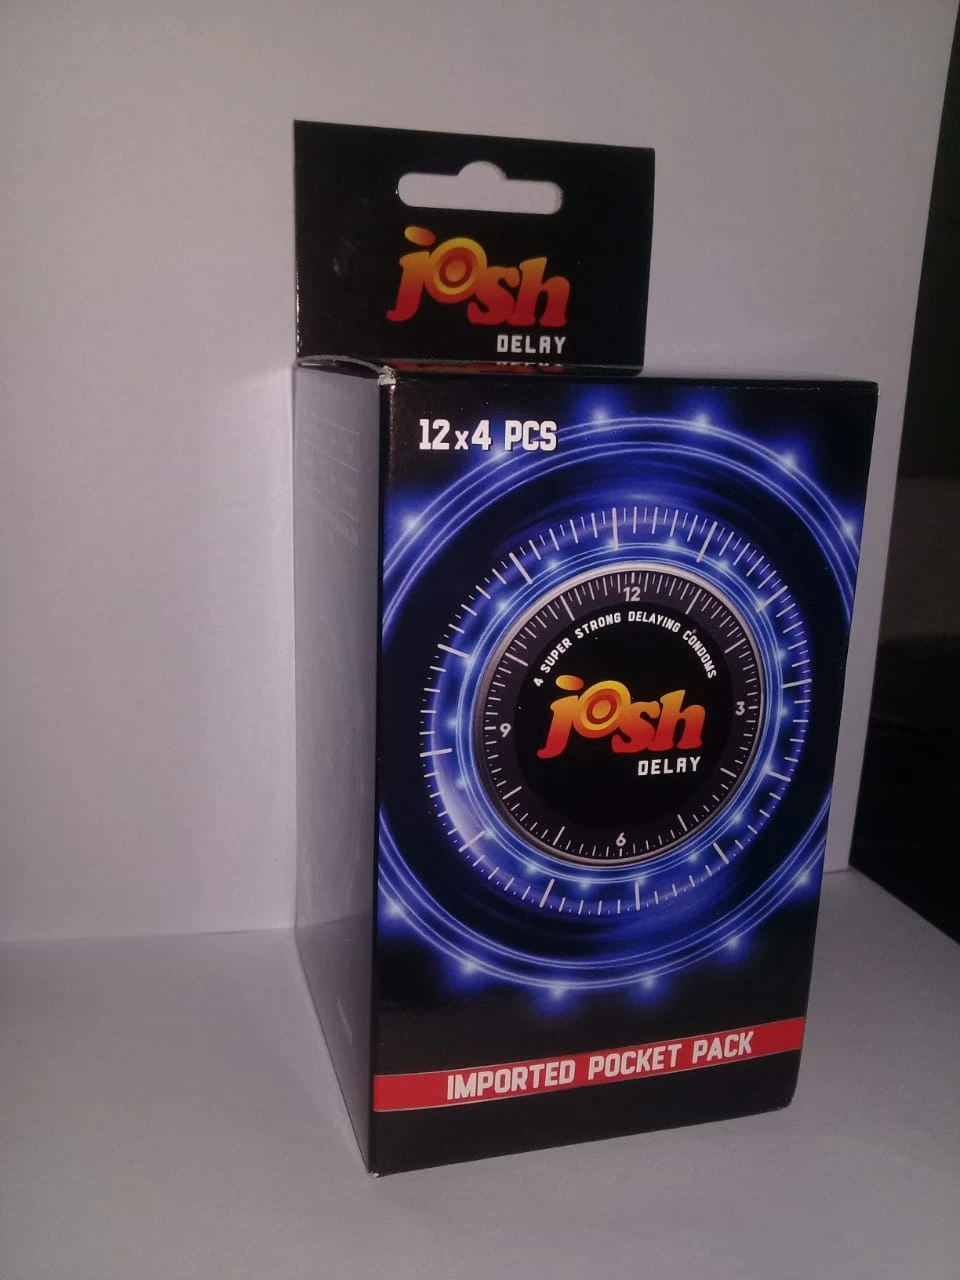 josh
DELAY
12x4 PCS
12
4 SUPER STRONG DELAYING CONDOMS
josh
DELAY
3
9
6
IMPORTED POCKET PACK